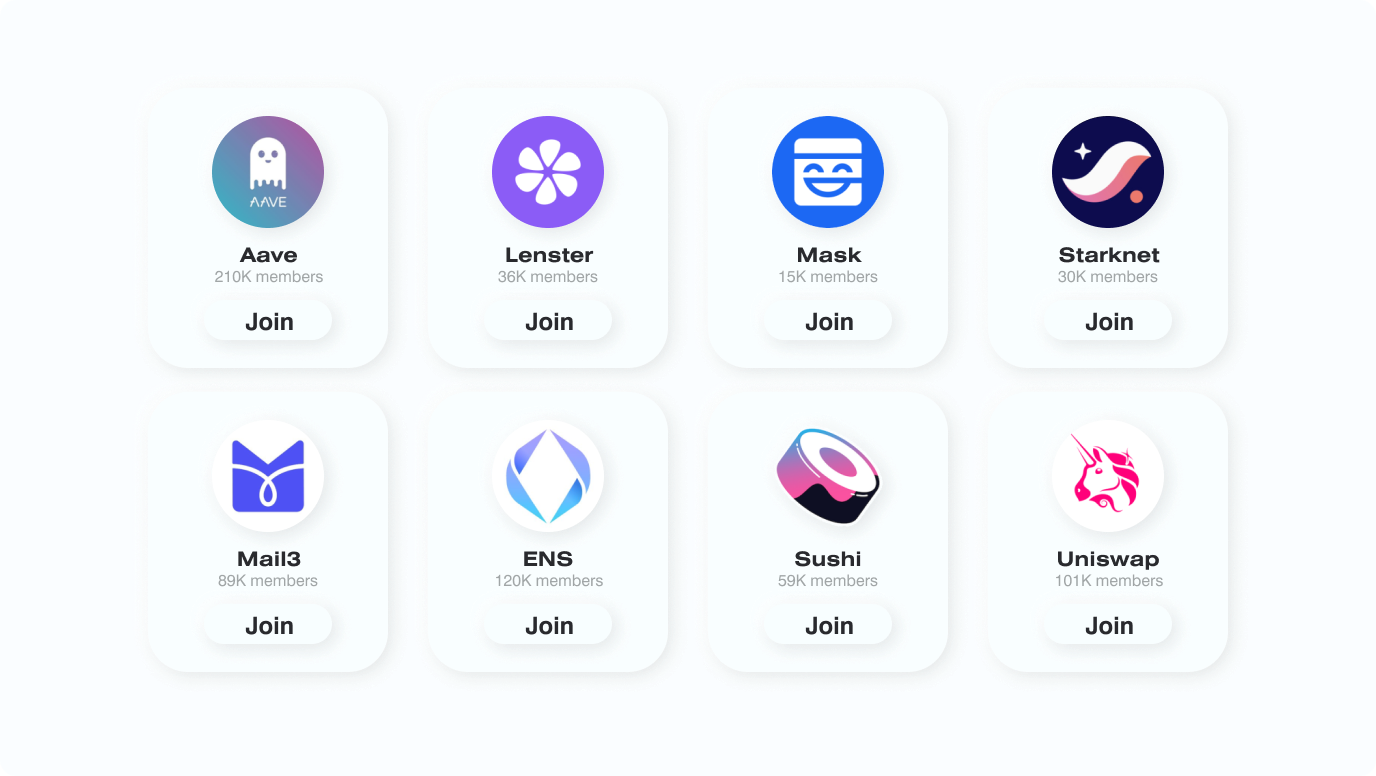 AAVE
Aave
210K members
Join
Lenster
36K members
Join
Mask
15K members
Join
Starknet
30K members
Join
Mail3
89K members
Join
ENS
120K members
Join
Sushi
59K members
Join
Uniswap
101K members
Join